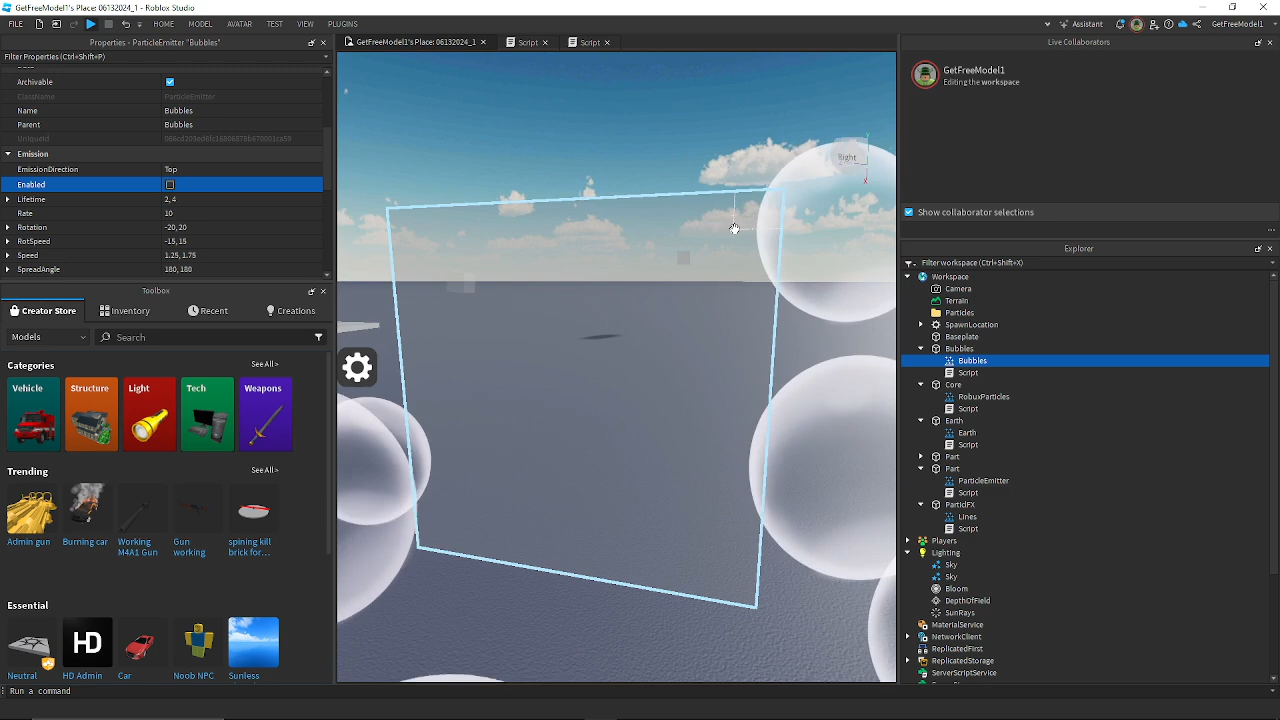 GetFreeModel1's Place: 06132024_1 - Roblox Studio
FILE HOME MODEL AVATAR TEST VIEW PLUGINS Assistant GetFreeModel1
Properties - ParticleEmitter "Bubbles"
Filter Properties (Ctrl+Shift+P)
Archivable
ClassName ParticleEmitter
Name Bubbles
Parent Bubbles
Emission
EmissionDirection Top
Enabled
Lifetime 2, 4
Rate 10
Rotation -20,20
RotSpeed -15,15
Speed 1.25, 1.75
SpreadAngle 180,180
Toolbox
Creator Store Inventory Recent Creations
Models Search
Categories See All >
Vehicle Structure Light Tech Weapons
Trending See All >
Admin gun Burning car Working M4A1 Gun Gun working spining kill brick for...
Essential See All >
Neutral HD Admin Car Noob NPC Sunless
HD
Run a command
GetFreeModel1's Place: 06132024_1 × Script × Script ×
Right
Live Collaborators
GetFreeModel1
Editing the workspace
Show collaborator selections
Explorer
Filter workspace (Ctrl+Shift+X)
Workspace
Camera
Terrain
Particles
SpawnLocation
Baseplate
Bubbles
Bubbles
Script
Core
RobuxParticles
Script
Earth
Earth
Script
Part
Part
ParticleEmitter
Script
PartidFX
Lines
Script
Players
Lighting
Sky
Sky
Bloom
DepthOfField
SunRays
MaterialService
NetworkClient
ReplicatedFirst
ReplicatedStorage
ServerScriptService